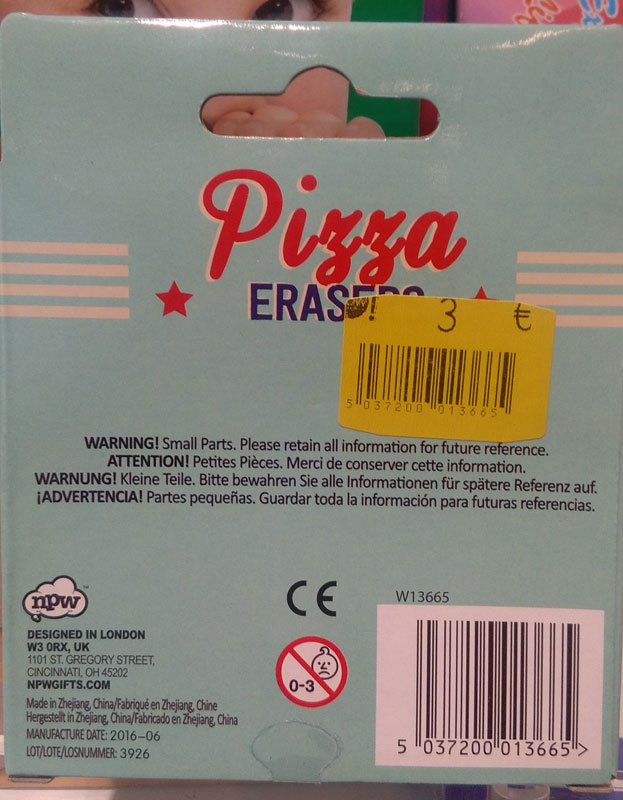 Pizza
ERASERS
3 €
5 037200 013665
WARNING! Small Parts. Please retain all information for future reference.
ATTENTION! Petites Pièces. Merci de conserver cette information.
WARNUNG! Kleine Teile. Bitte bewahren Sie alle Informationen für spätere Referenz auf.
¡ADVERTENCIA! Partes pequeñas. Guardar toda la información para futuras referencias.
npw™
CE
W13665
DESIGNED IN LONDON
W3 0RX, UK
1101 ST. GREGORY STREET,
CINCINNATI, OH 45202
NPWGIFTS.COM
0-3
Made in Zhejiang, China/Fabriqué en Zhejiang, Chine
Hergestellt in Zhejiang, China/Fabricado en Zhejiang, China
MANUFACTURE DATE: 2016-06
LOT/LOTE/LOSNUMMER: 3926
5 037200 013665 >